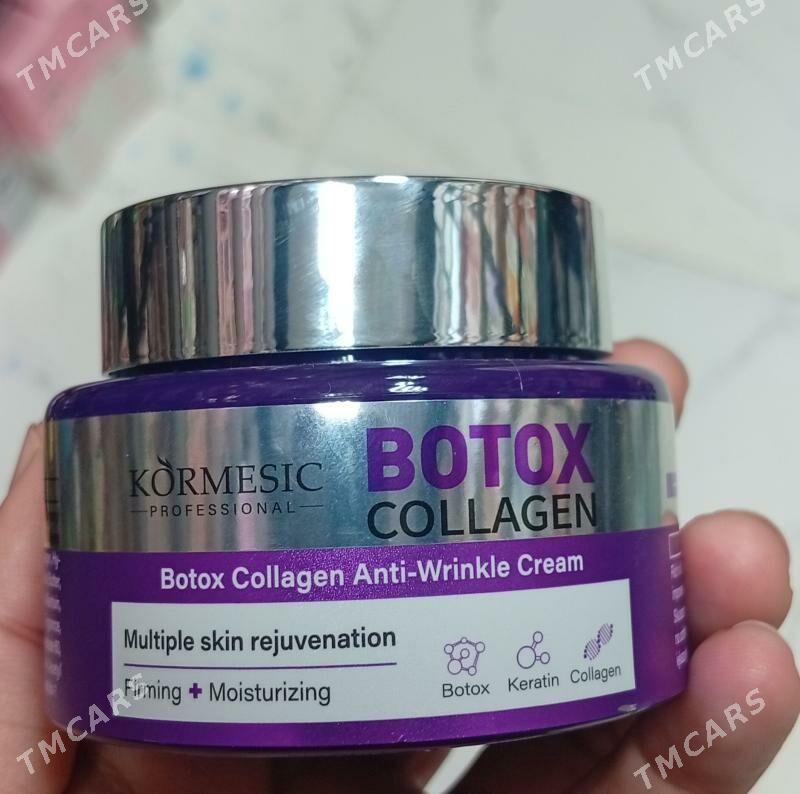 TMCARS
TMCARS
KORMESIC
PROFESSIONAL
BOTOX
COLLAGEN
Botox Collagen Anti-Wrinkle Cream
Multiple skin rejuvenation
Firming + Moisturizing
Botox
Keratin
Collagen
TMCARS
TMCARS